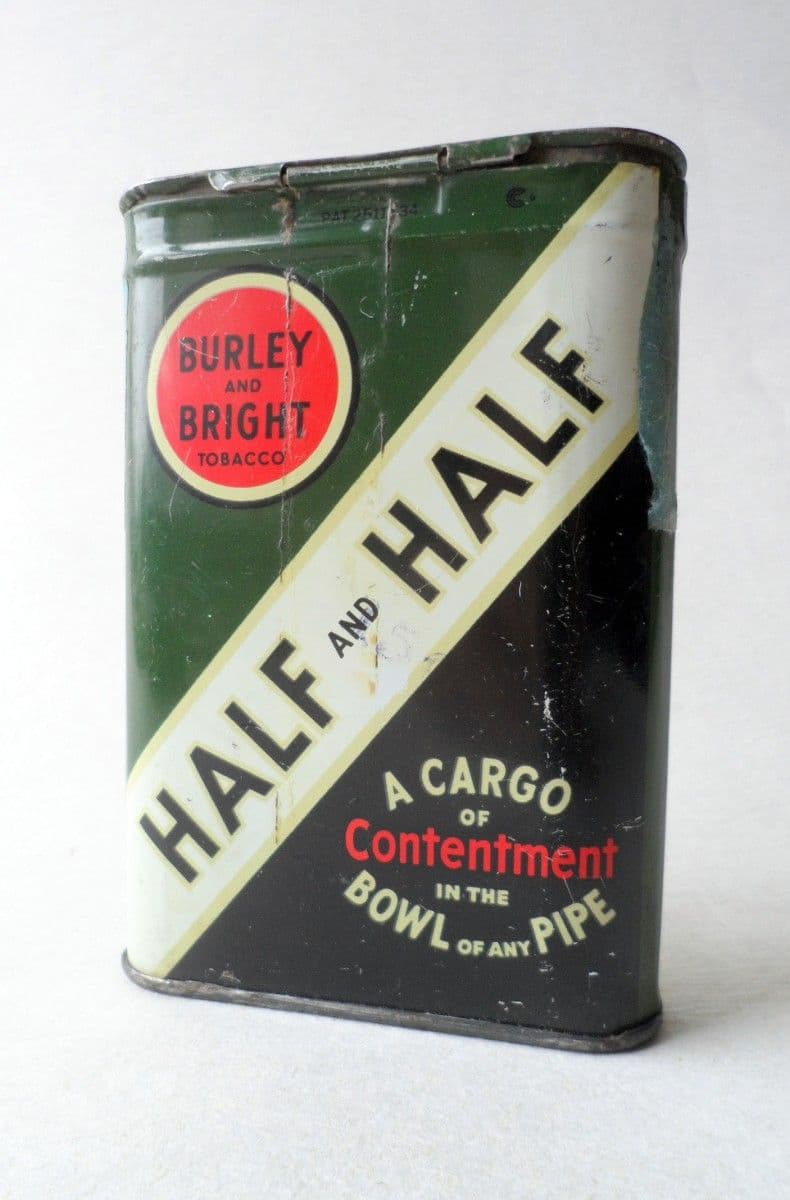 BURLEY
AND
BRIGHT
TOBACCO
HALF AND HALF
A CARGO
OF
Contentment
IN THE
BOWL OF ANY PIPE